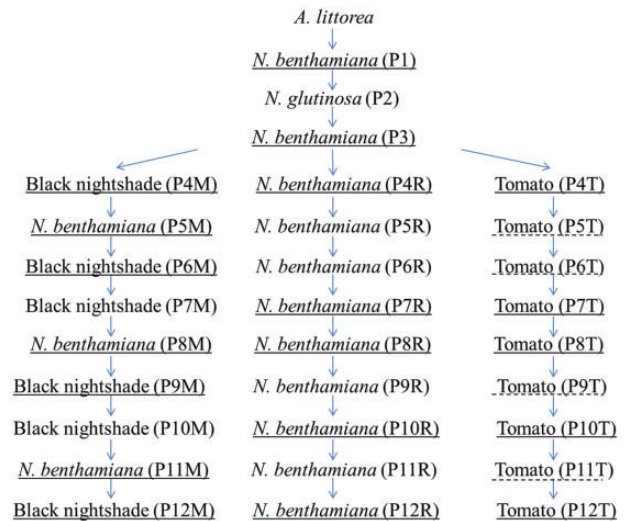 A. littorea
N. benthamiana (P1)
N. glutinosa (P2)
N. benthamiana (P3)
Black nightshade (P4M) N. benthamiana (P4R) Tomato (P4T)
N. benthamiana (P5M) N. benthamiana (P5R) Tomato (P5T)
Black nightshade (P6M) N. benthamiana (P6R) Tomato (P6T)
Black nightshade (P7M) N. benthamiana (P7R) Tomato (P7T)
N. benthamiana (P8M) N. benthamiana (P8R) Tomato (P8T)
Black nightshade (P9M) N. benthamiana (P9R) Tomato (P9T)
Black nightshade (P10M) N. benthamiana (P10R) Tomato (P10T)
N. benthamiana (P11M) N. benthamiana (P11R) Tomato (P11T)
Black nightshade (P12M) N. benthamiana (P12R) Tomato (P12T)